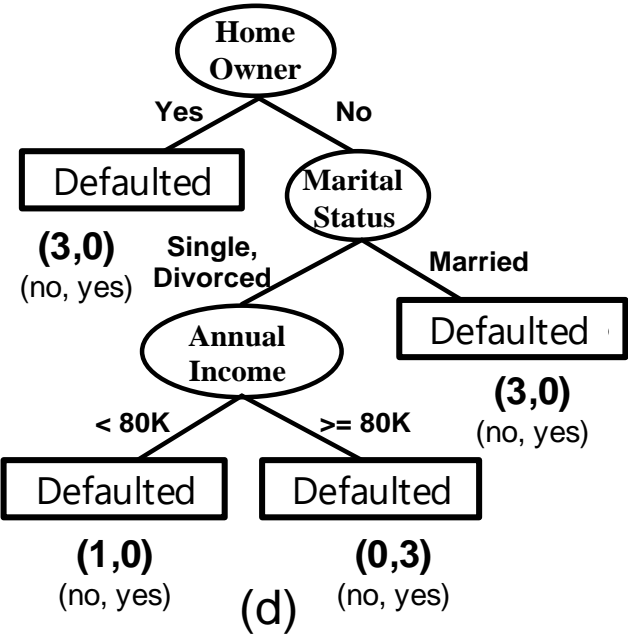 Home
Owner
Yes
No
Defaulted
Marital
Status
(3,0)
(no, yes)
Single,
Divorced
Married
Annual
Income
Defaulted
(3,0)
(no, yes)
< 80K
>= 80K
Defaulted
Defaulted
(1,0)
(no, yes)
(0,3)
(no, yes)
(d)